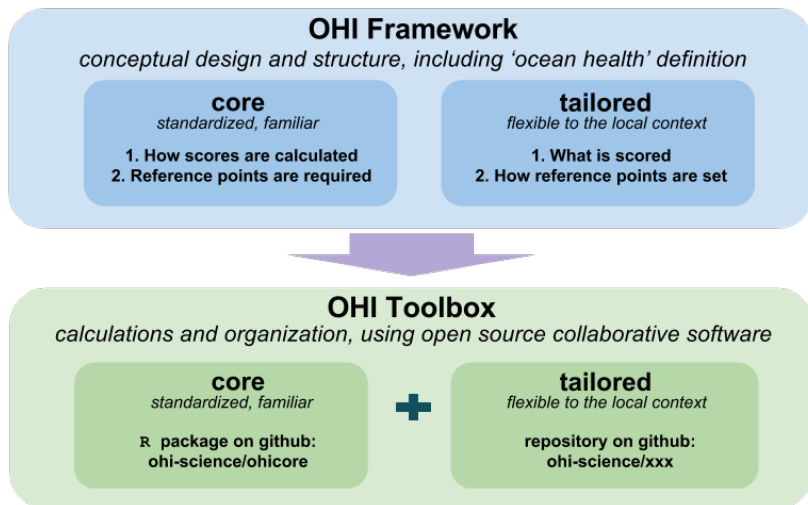 OHI Framework
conceptual design and structure, including ‘ocean health’ definition
core
standardized, familiar
1. How scores are calculated
2. Reference points are required
tailored
flexible to the local context
1. What is scored
2. How reference points are set
OHI Toolbox
calculations and organization, using open source collaborative software
core
standardized, familiar
R package on github:
ohi-science/ohicore
tailored
flexible to the local context
repository on github:
ohi-science/xxx